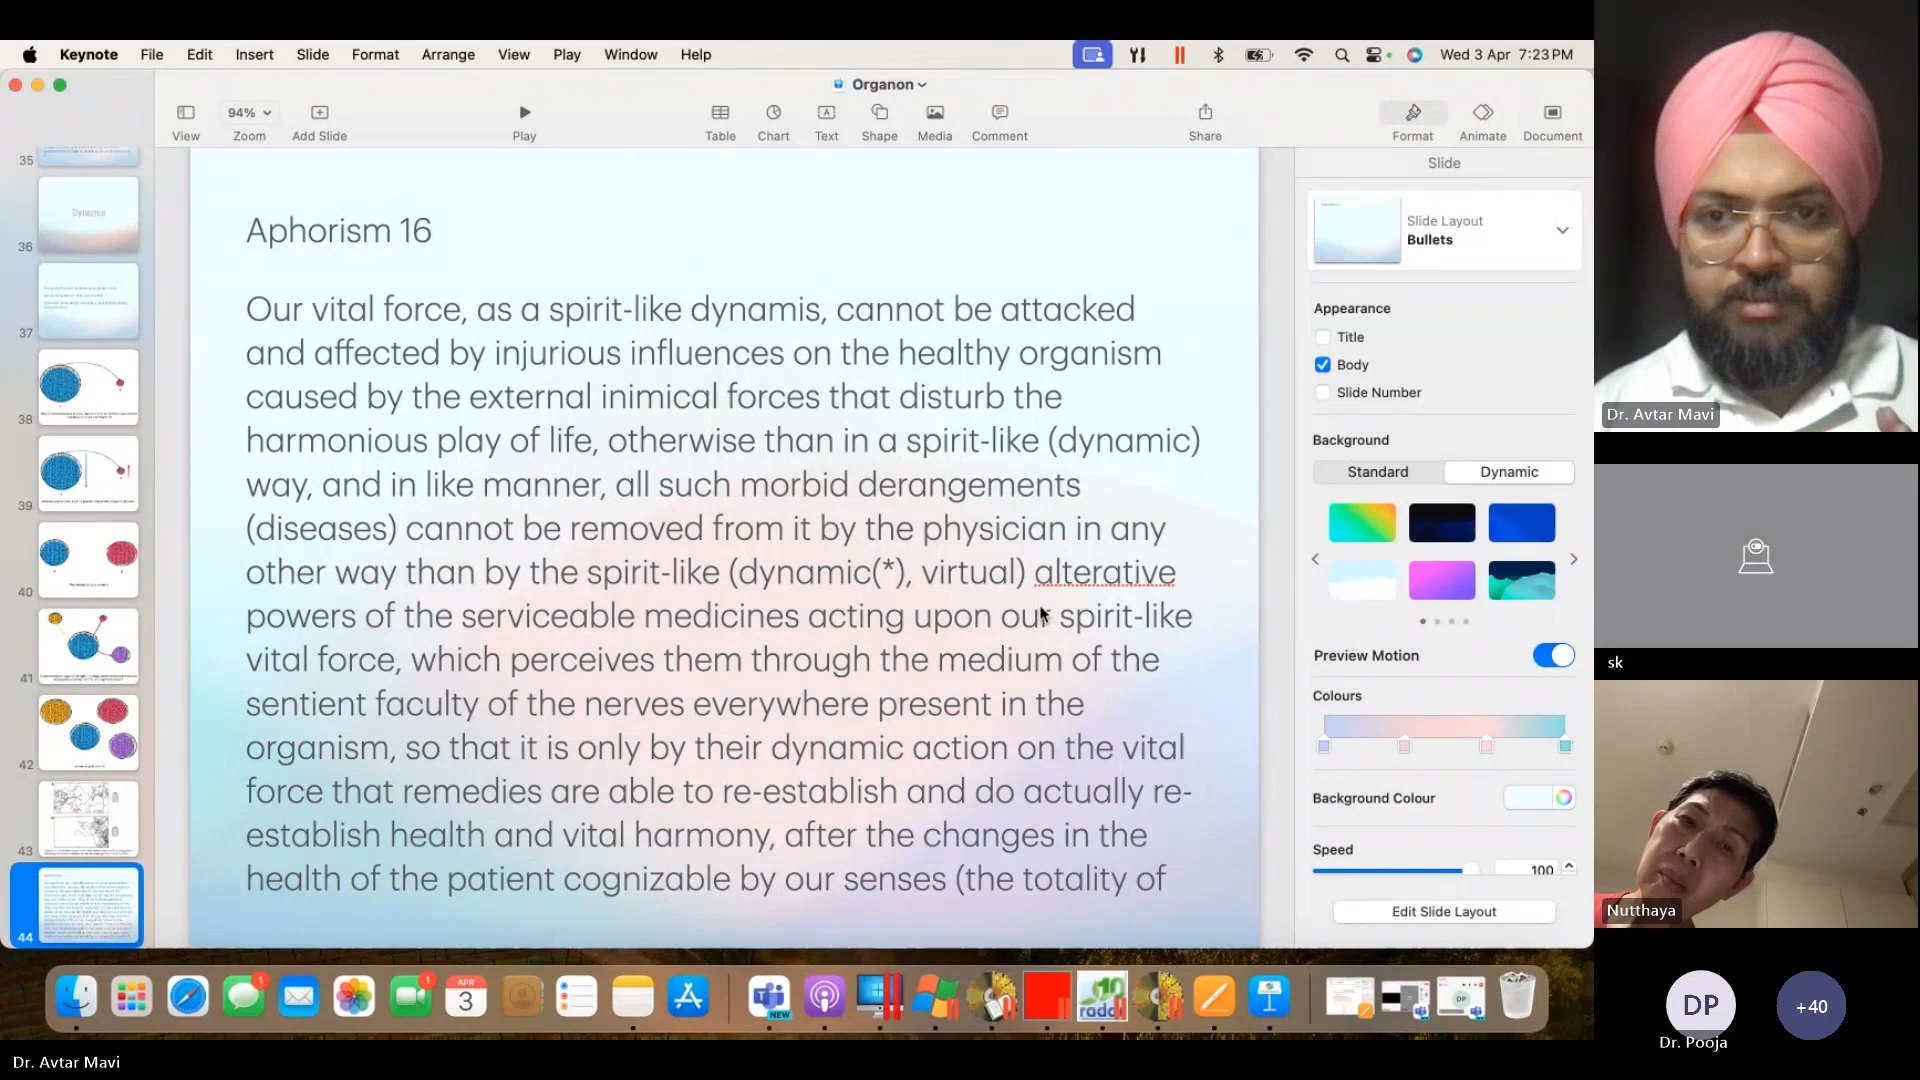 Keynote File Edit Insert Slide Format Arrange View Play Window Help
Wed 3 Apr 7:23 PM
Organon
94%
View Zoom Add Slide Play Table Chart Text Shape Media Comment Share Format Animate Document
35
36
Dynamis
37
38
39
40
41
42
43
44
Aphorism 16
Our vital force, as a spirit-like dynamis, cannot be attacked
and affected by injurious influences on the healthy organism
caused by the external inimical forces that disturb the
harmonious play of life, otherwise than in a spirit-like (dynamic)
way, and in like manner, all such morbid derangements
(diseases) cannot be removed from it by the physician in any
other way than by the spirit-like (dynamic(*), virtual) alterative
powers of the serviceable medicines acting upon our spirit-like
vital force, which perceives them through the medium of the
sentient faculty of the nerves everywhere present in the
organism, so that it is only by their dynamic action on the vital
force that remedies are able to re-establish and do actually re-
establish health and vital harmony, after the changes in the
health of the patient cognizable by our senses (the totality of
Slide
Slide Layout
Bullets
Appearance
Title
Body
Slide Number
Background
Standard Dynamic
Preview Motion
Colours
Background Colour
Speed
100
Edit Slide Layout
Dr. Avtar Mavi
sk
Nutthaya
DP
Dr. Pooja
+40
1
1
APR
3
NEW
DP
Dr. Avtar Mavi